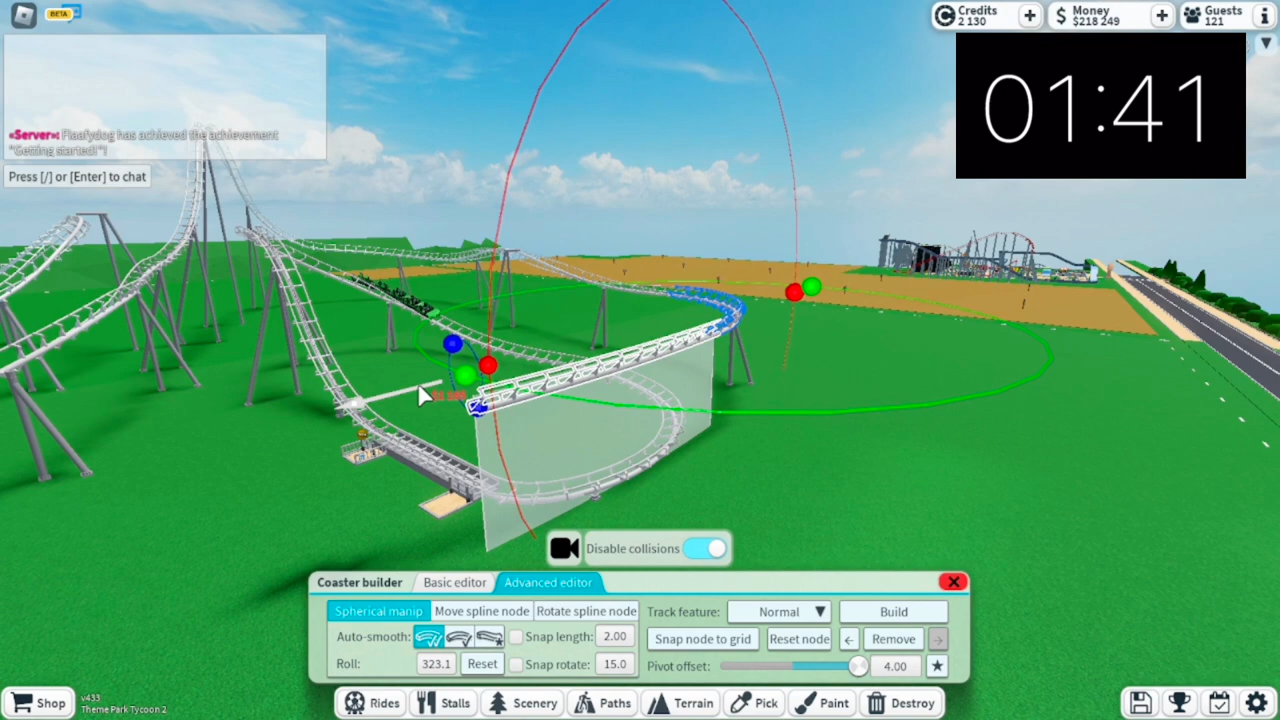 BETA
Credits
2 130
Money
$218 249
Guests
121
01:41
«Server»: Flaafydog has achieved the achievement
"Getting started!"!
Press [/] or [Enter] to chat
Disable collisions
Coaster builder
Basic editor
Advanced editor
Spherical manip
Move spline node
Rotate spline node
Track feature:
Normal
Build
Auto-smooth:
Snap length:
2.00
Snap node to grid
Reset node
Remove
Roll:
323.1
Reset
Snap rotate:
15.0
Pivot offset:
4.00
Shop
v433
Theme Park Tycoon 2
Rides
Stalls
Scenery
Paths
Terrain
Pick
Paint
Destroy